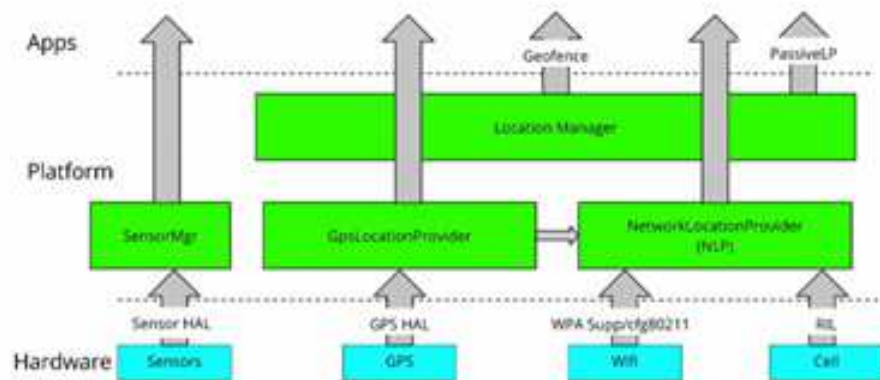 Apps
Geofence
PassiveLP
Location Manager
Platform
SensorMgr
GpsLocationProvider
NetworkLocationProvider
(NLP)
Sensor HAL
GPS HAL
WPA Supp/cfg80211
RIL
Hardware
Sensors
GPS
Wifi
Cell